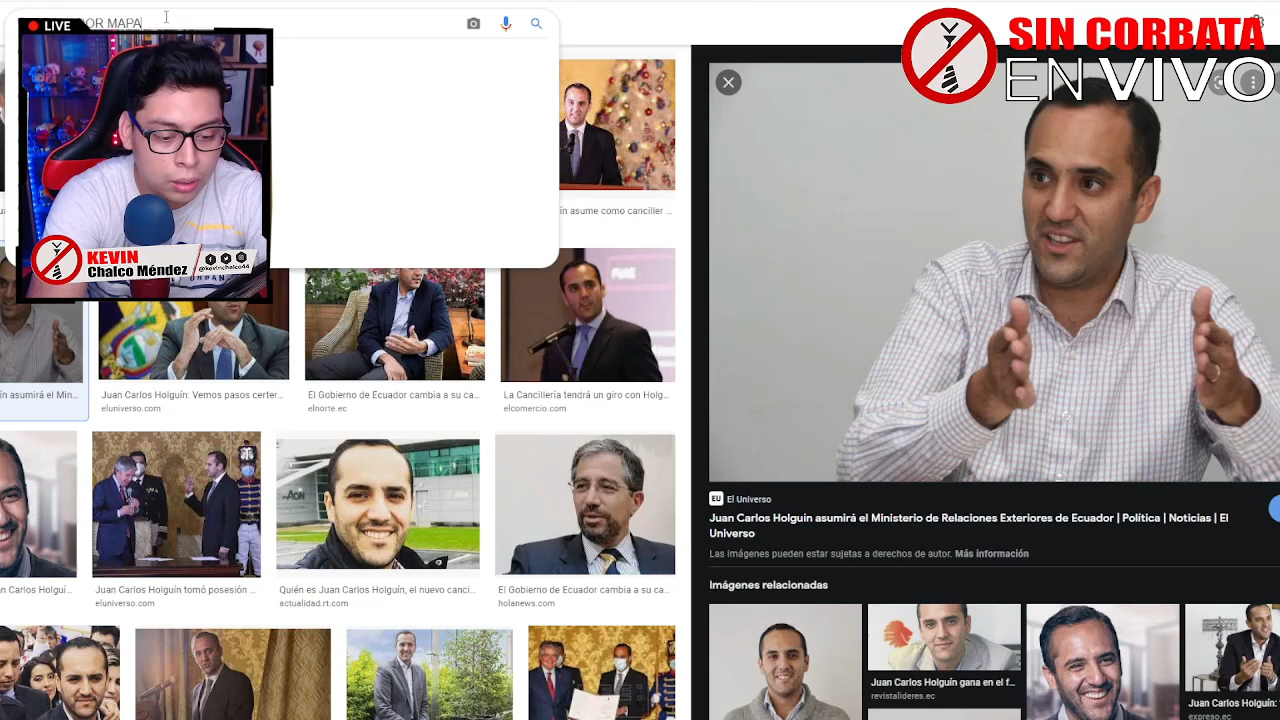 LIVE
OR MAPA
SIN CORBATA
EN VIVO
KEVIN
Chalco Méndez
@kevinchalco44
URBAN
ín asume como canciller ...
ín asumirá el Min...
Juan Carlos Holguín: Vemos pasos certer...
eluniverso.com
El Gobierno de Ecuador cambia a su ca...
elnorte.ec
La Cancillería tendrá un giro con Holg...
elcomercio.com
AON
EU El Universo
Juan Carlos Holguín asumirá el Ministerio de Relaciones Exteriores de Ecuador | Política | Noticias | El
Universo
Las imágenes pueden estar sujetas a derechos de autor. Más información
Imágenes relacionadas
an Carlos Holguí...
Juan Carlos Holguín tomó posesión ...
eluniverso.com
Quién es Juan Carlos Holguín, el nuevo canci...
actualidad.rt.com
El Gobierno de Ecuador cambia a su ca...
holanews.com
Juan Carlos Holguín gana en el f...
revistalideres.ec
Juan Carlos Holguín:
expreso.ec